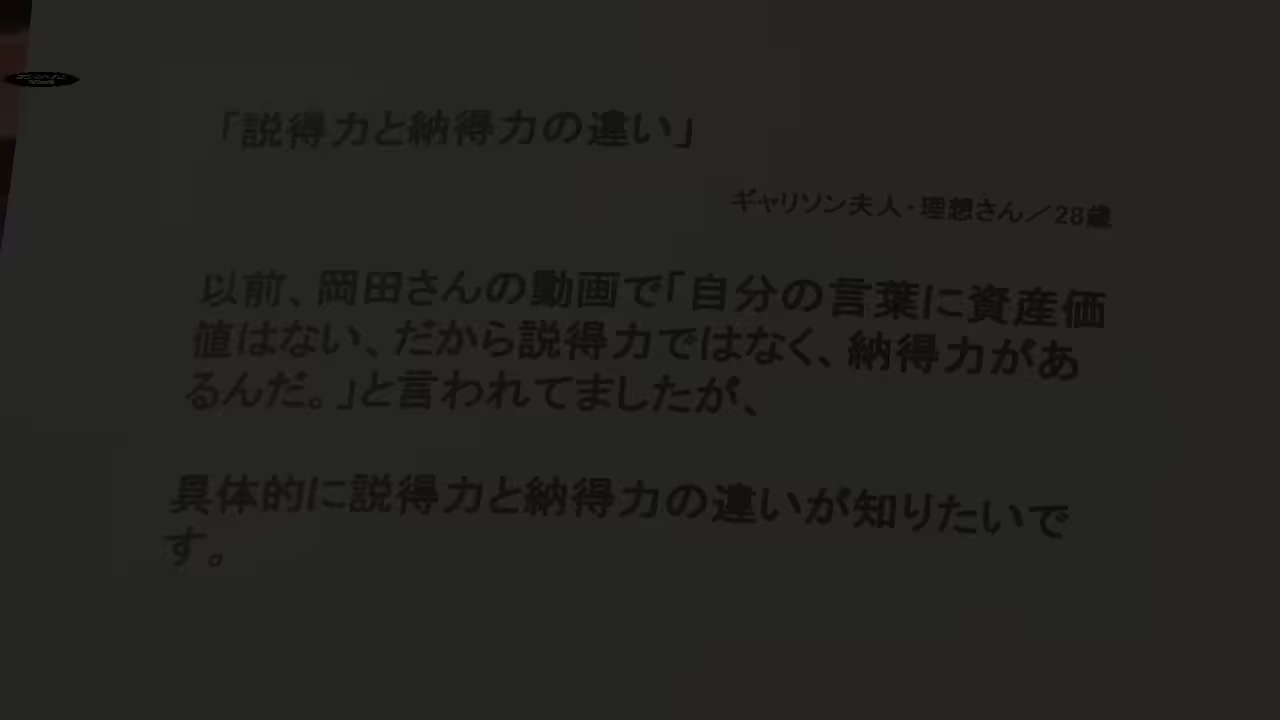 「説得力と納得力の違い」
ギャリソン夫人・理想さん／28歳
以前、岡田さんの動画で「自分の言葉に資産価
値はない、だから説得力ではなく、納得力があ
るんだ。」と言われてましたが、
具体的に説得力と納得力の違いが知りたいで
す。